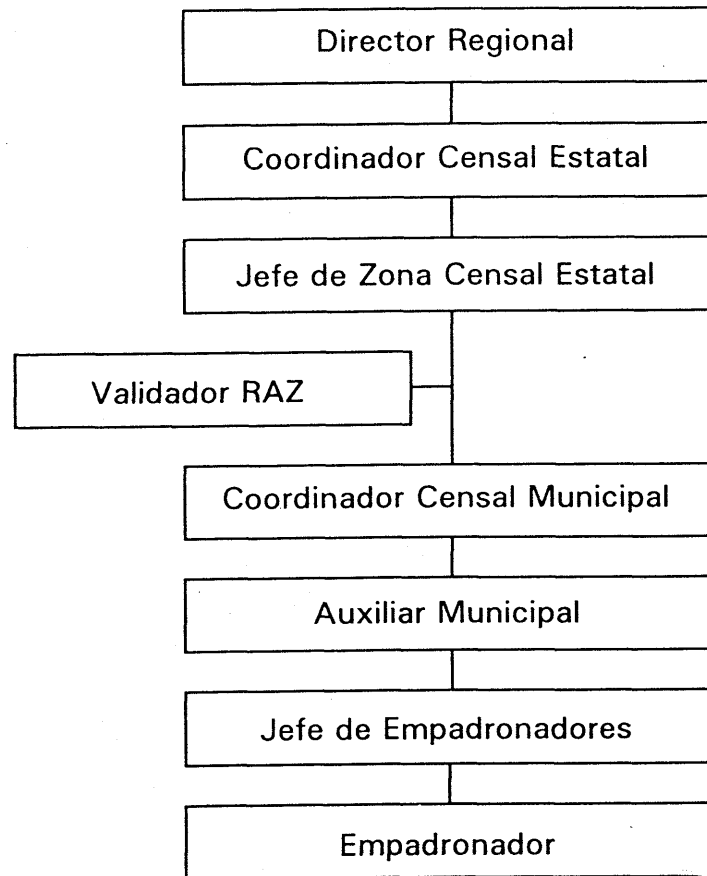 Director Regional
Coordinador Censal Estatal
Jefe de Zona Censal Estatal
Validador RAZ
Coordinador Censal Municipal
Auxiliar Municipal
Jefe de Empadronadores
Empadronador